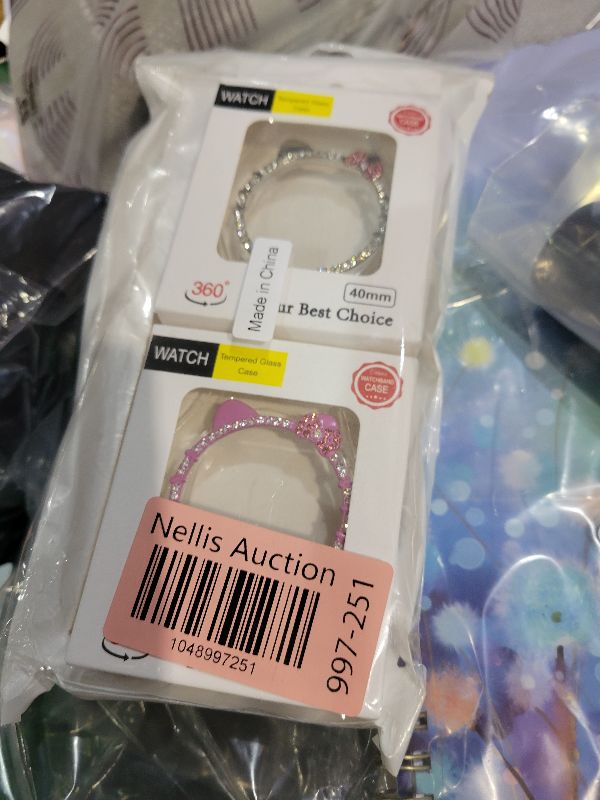 WATCH
Tempered Glass
Case
CASE
360°
Made in China
40mm
ur Best Choice
WATCH
Tempered Glass
Case
WATCHBAND
CASE
Nellis Auction
1048997251
997-251